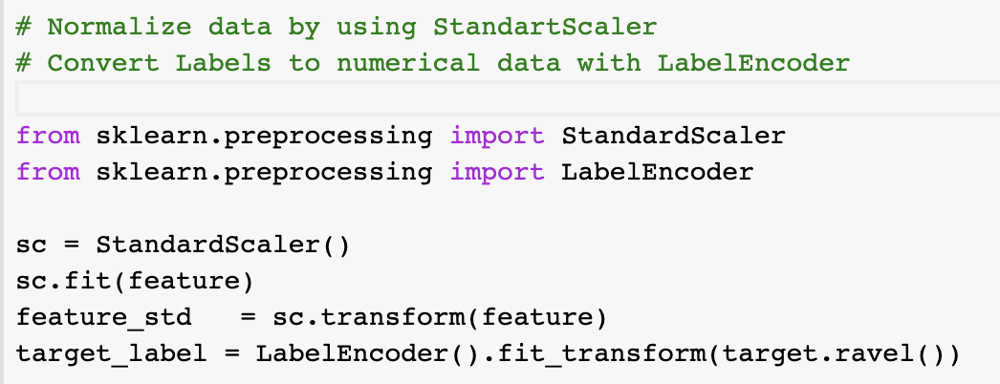 # Normalize data by using StandartScaler
# Convert Labels to numerical data with LabelEncoder
from sklearn.preprocessing import StandardScaler
from sklearn.preprocessing import LabelEncoder
sc = StandardScaler()
sc.fit(feature)
feature_std   = sc.transform(feature)
target_label = LabelEncoder().fit_transform(target.ravel())